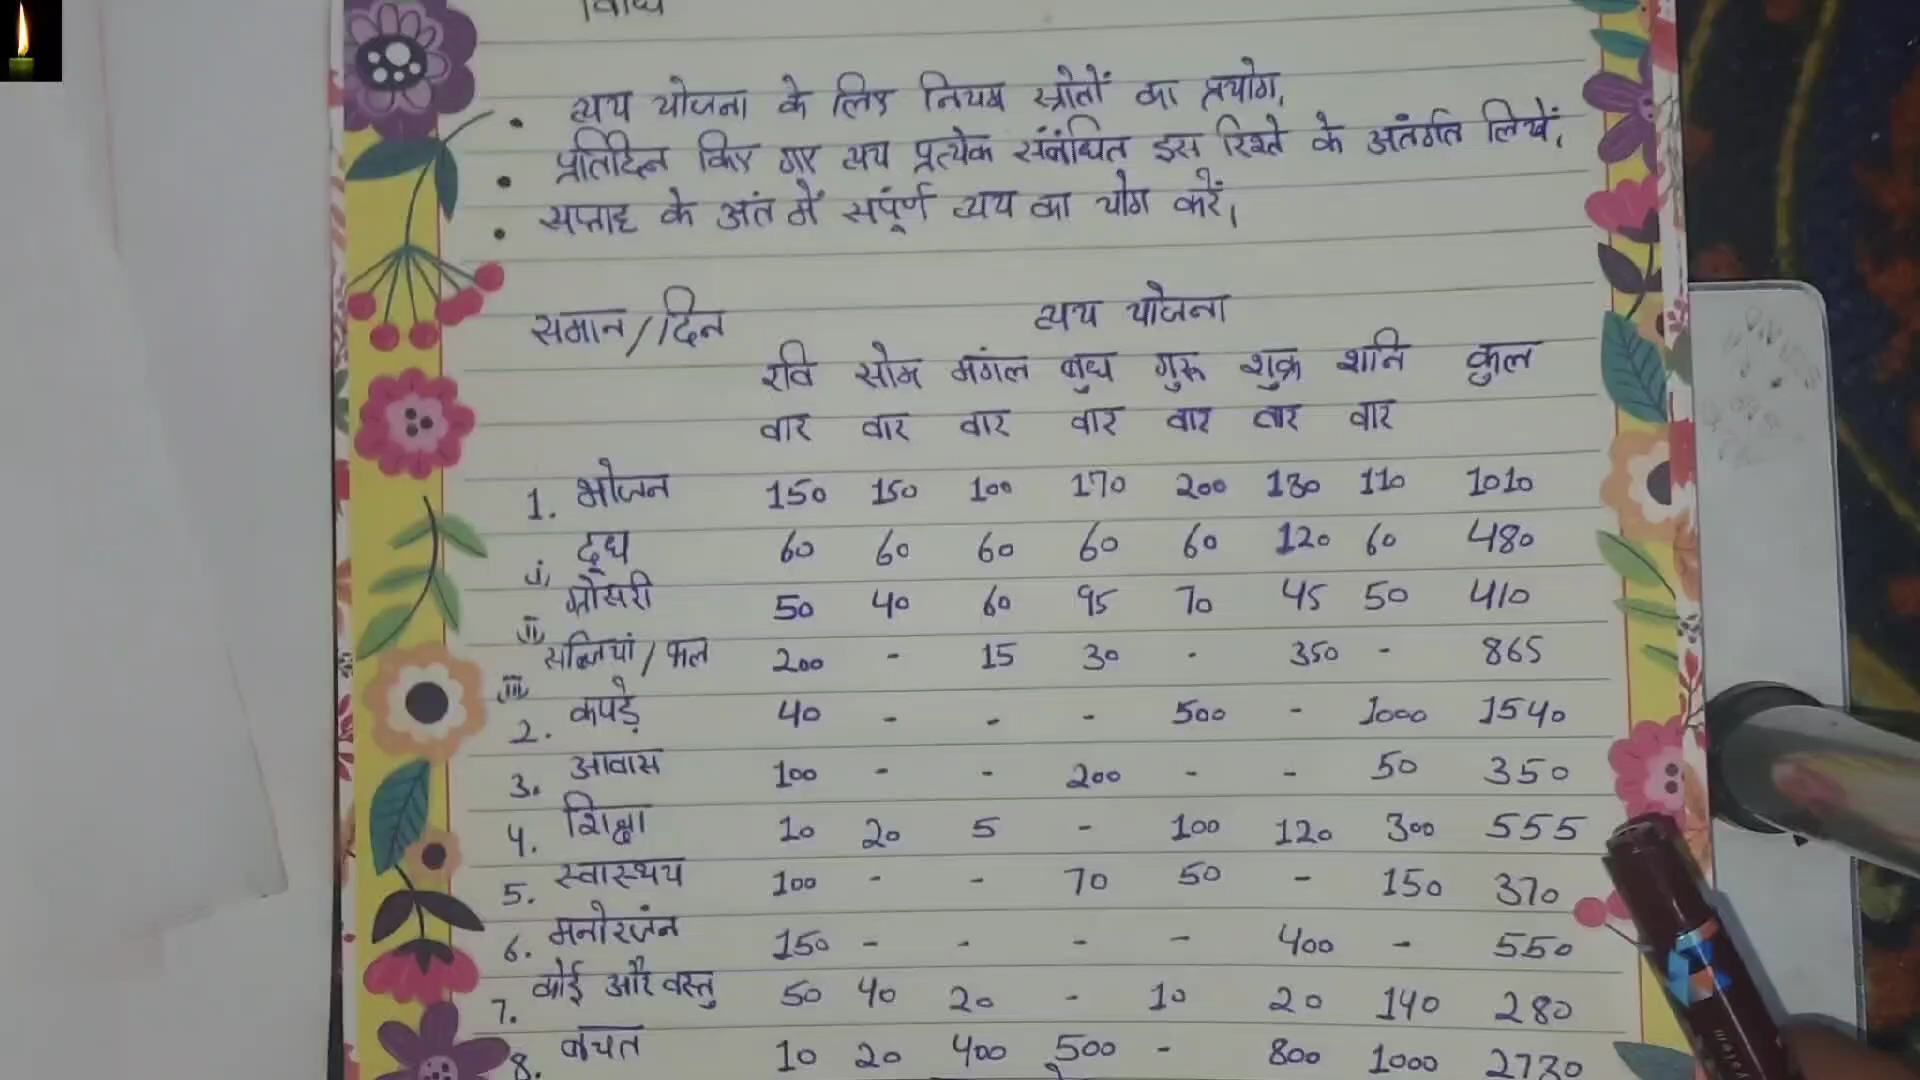 विधि
• व्यय योजना के लिए नियम स्त्रोतों का प्रयोग,
• प्रतिदिन किए गए व्यय प्रत्येक संबंधित इस रिश्ते के अंतर्गत लिखें,
• सप्ताह के अंत में संपूर्ण व्यय का योग करें,
समान/दिन व्यय योजना
रवि सोम मंगल बुध गुरू शुक्र शनि कुल
वार वार वार वार वार वार वार
1. भोजन 150 150 100 170 200 130 110 1010
i, दूध 60 60 60 60 60 120 60 480
ii, ग्रोसरी 50 40 60 95 70 45 50 410
iii, सब्जियां/फल 200 - 15 30 - 350 - 865
2. कपड़े 40 - - - 500 - 1000 1540
3. आवास 100 - - 200 - - 50 350
4. शिक्षा 10 20 5 - 100 120 300 555
5. स्वास्थय 100 - - 70 50 - 150 370
6. मनोरजंन 150 - - - - 400 - 550
7. कोई और वस्तु 50 40 20 - 10 20 140 280
8. बचत 10 20 400 500 - 800 1000 2730